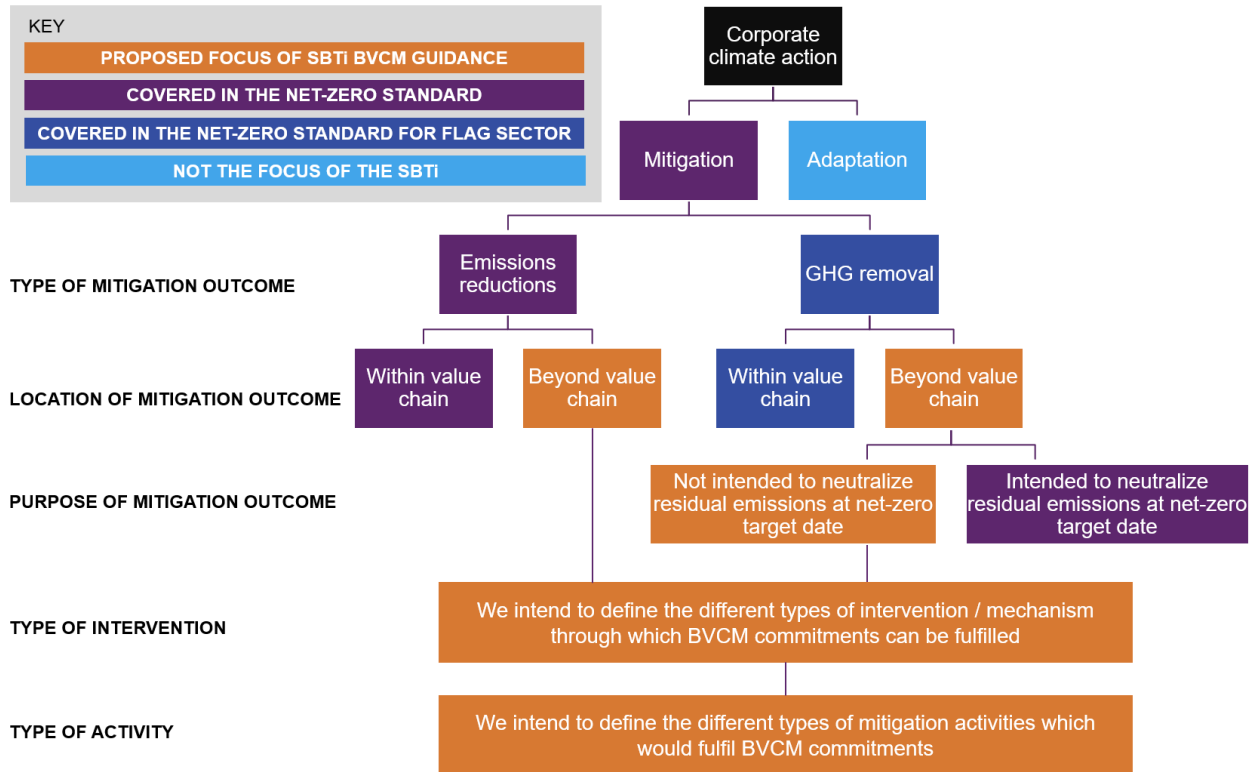 KEY
PROPOSED FOCUS OF SBTi BVCM GUIDANCE
COVERED IN THE NET-ZERO STANDARD
COVERED IN THE NET-ZERO STANDARD FOR FLAG SECTOR
NOT THE FOCUS OF THE SBTi
Corporate
climate action
Mitigation
Adaptation
TYPE OF MITIGATION OUTCOME
Emissions
reductions
GHG removal
LOCATION OF MITIGATION OUTCOME
Within value
chain
Beyond value
chain
Within value
chain
Beyond value
chain
PURPOSE OF MITIGATION OUTCOME
Not intended to neutralize
residual emissions at net-zero
target date
Intended to neutralize
residual emissions at net-zero
target date
TYPE OF INTERVENTION
We intend to define the different types of intervention / mechanism
through which BVCM commitments can be fulfilled
TYPE OF ACTIVITY
We intend to define the different types of mitigation activities which
would fulfil BVCM commitments